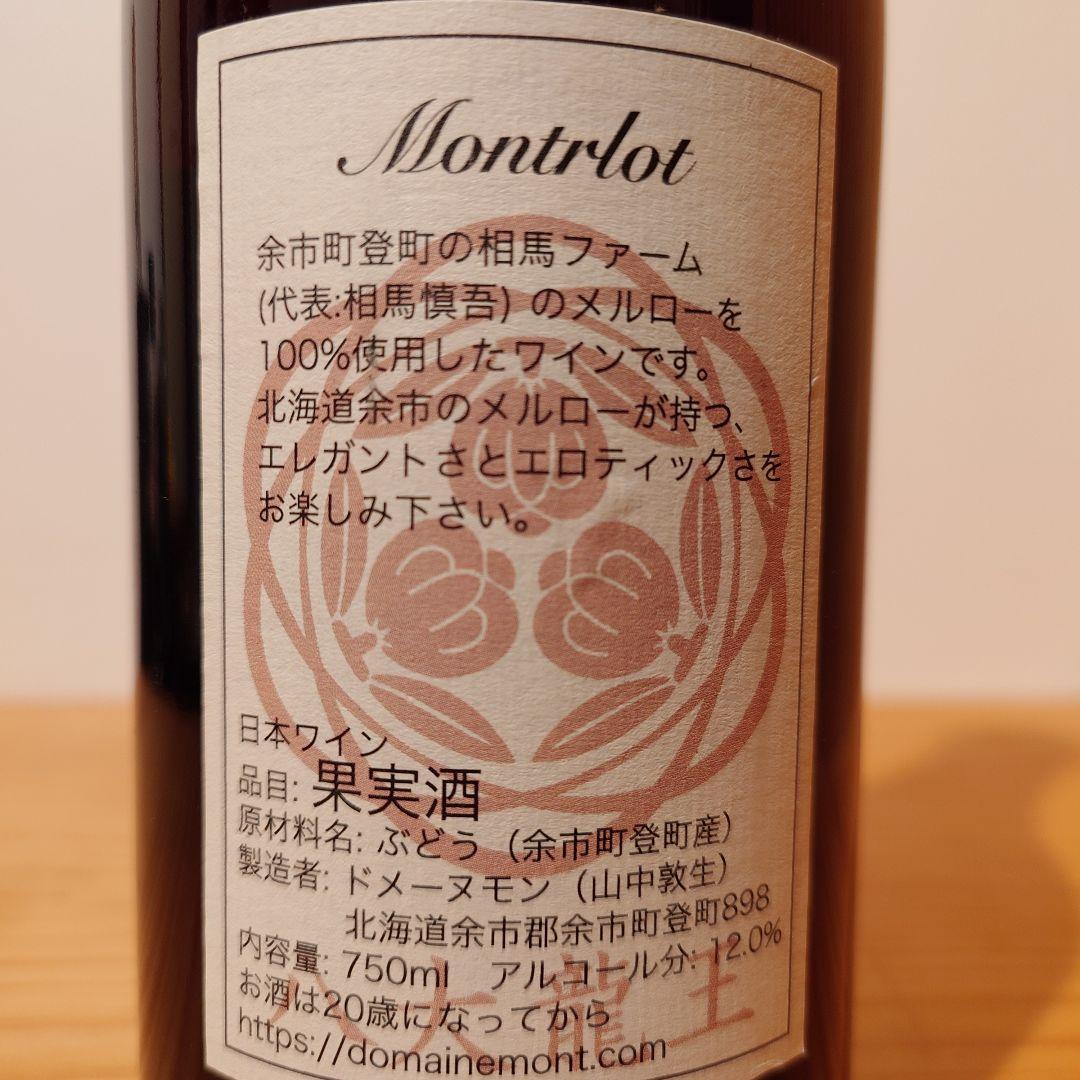 Montrlot
余市町登町の相馬ファーム
(代表:相馬慎吾) のメルローを
100%使用したワインです。
北海道余市のメルローが持つ、
エレガントさとエロティックさを
お楽しみ下さい。
日本ワイン
品目: 果実酒
原材料名: ぶどう（余市町登町産）
製造者: ドメーヌモン（山中敦生）
北海道余市郡余市町登町898
内容量: 750ml アルコール分: 12.0%
お酒は20歳になってから
https://domainemont.com
八大龍王